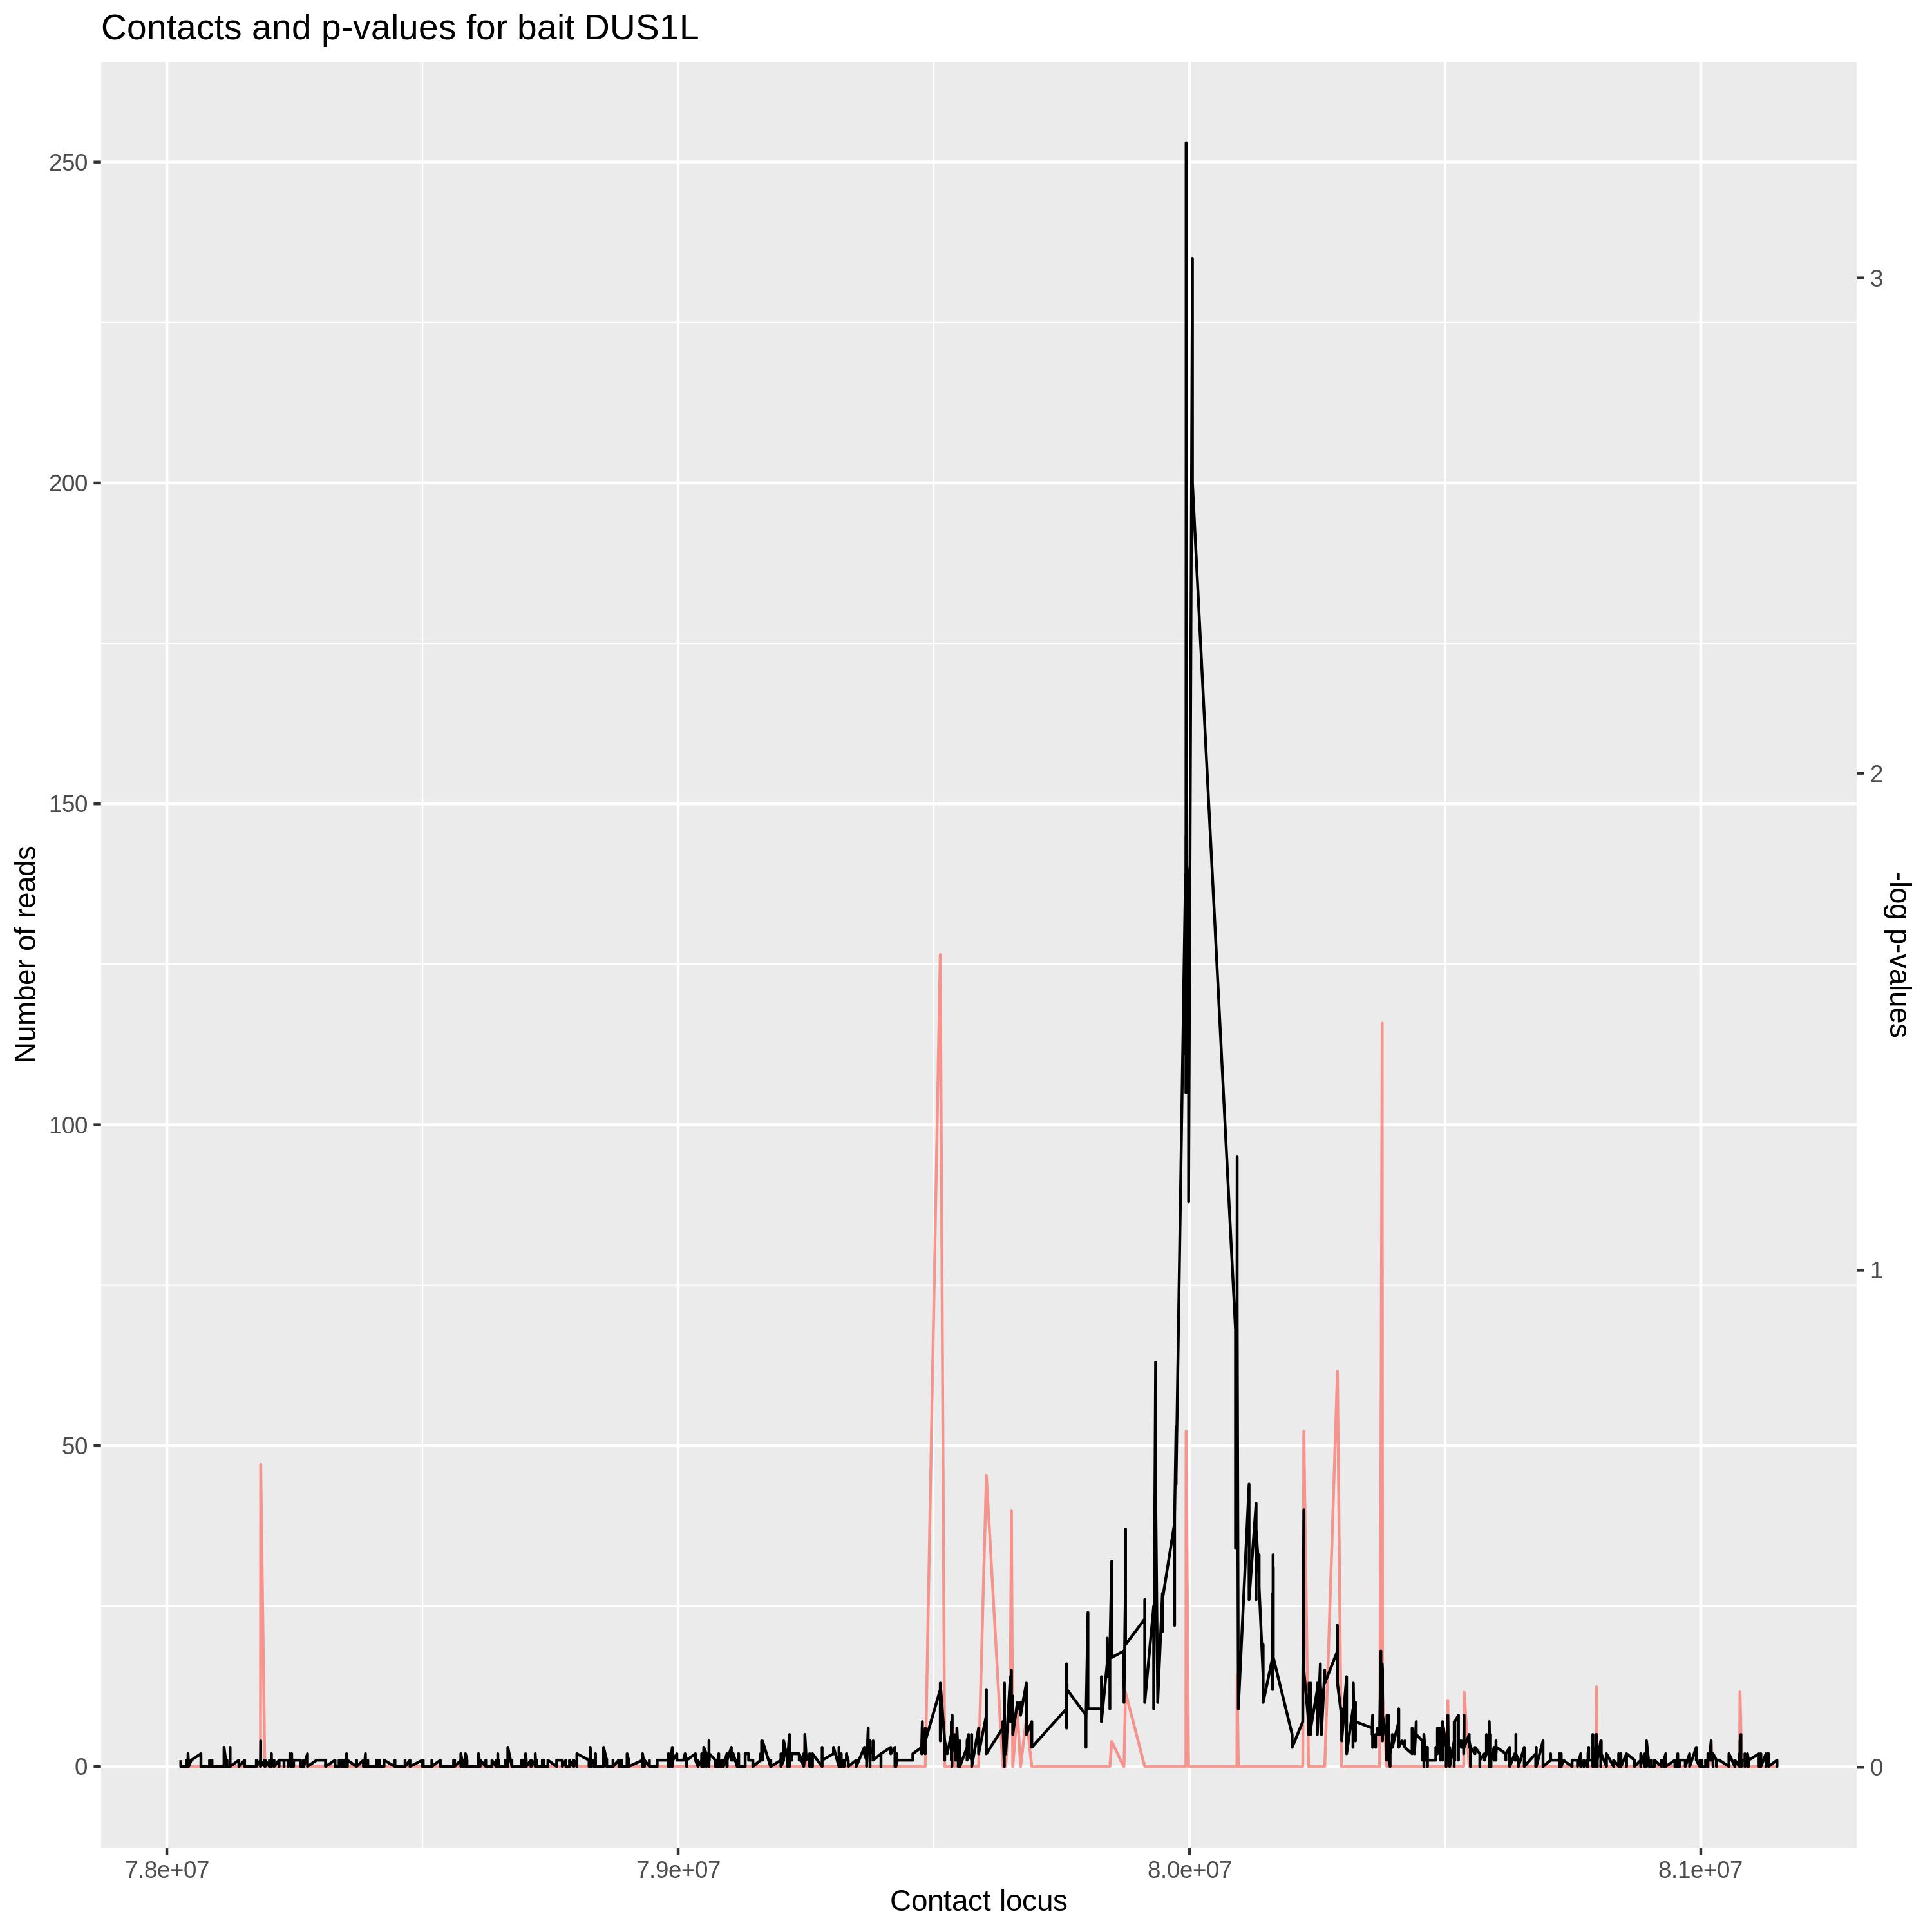 Contacts and p-values for bait DUS1L
250
200
150
100
50
0
Number of reads
3
2
1
0
-log p-values
7.8e+07
7.9e+07
8.0e+07
8.1e+07
Contact locus